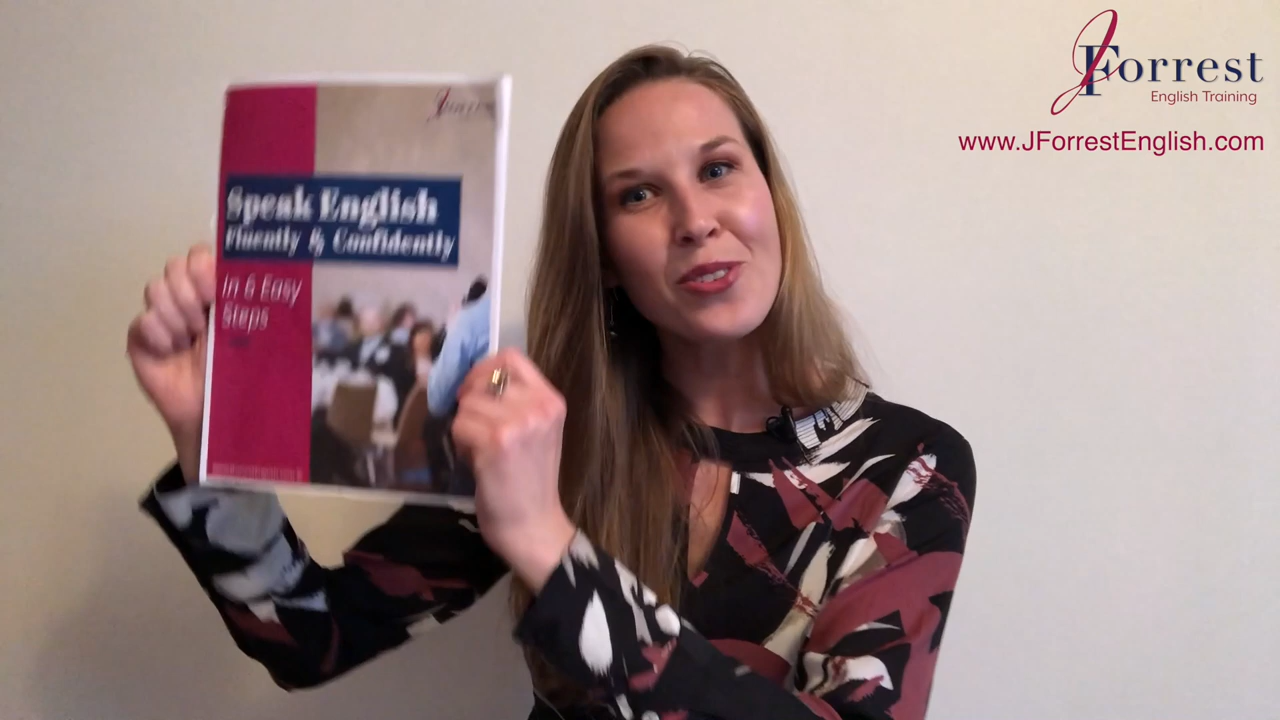 JForrest
English Training
www.JForrestEnglish.com
Speak English
Fluently & Confidently
In 6 Easy
Steps